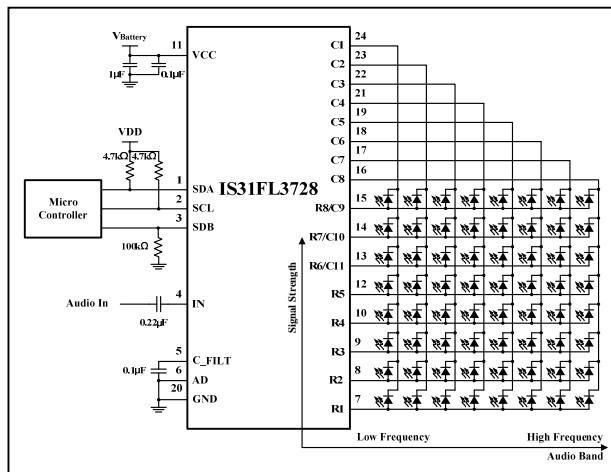 V_Battery
11
VCC
1μF
0.1μF
VDD
4.7kΩ
4.7kΩ
Micro
Controller
1
SDA
2
SCL
3
SDB
100kΩ
Audio In
4
IN
0.22μF
5
C_FILT
0.1μF
6
AD
20
GND
IS31FL3728
24
C1
23
C2
22
C3
21
C4
19
C5
18
C6
17
C7
16
C8
15
R8/C9
14
R7/C10
13
R6/C11
12
R5
10
R4
9
R3
8
R2
7
R1
Signal Strength
Low Frequency
High Frequency
Audio Band